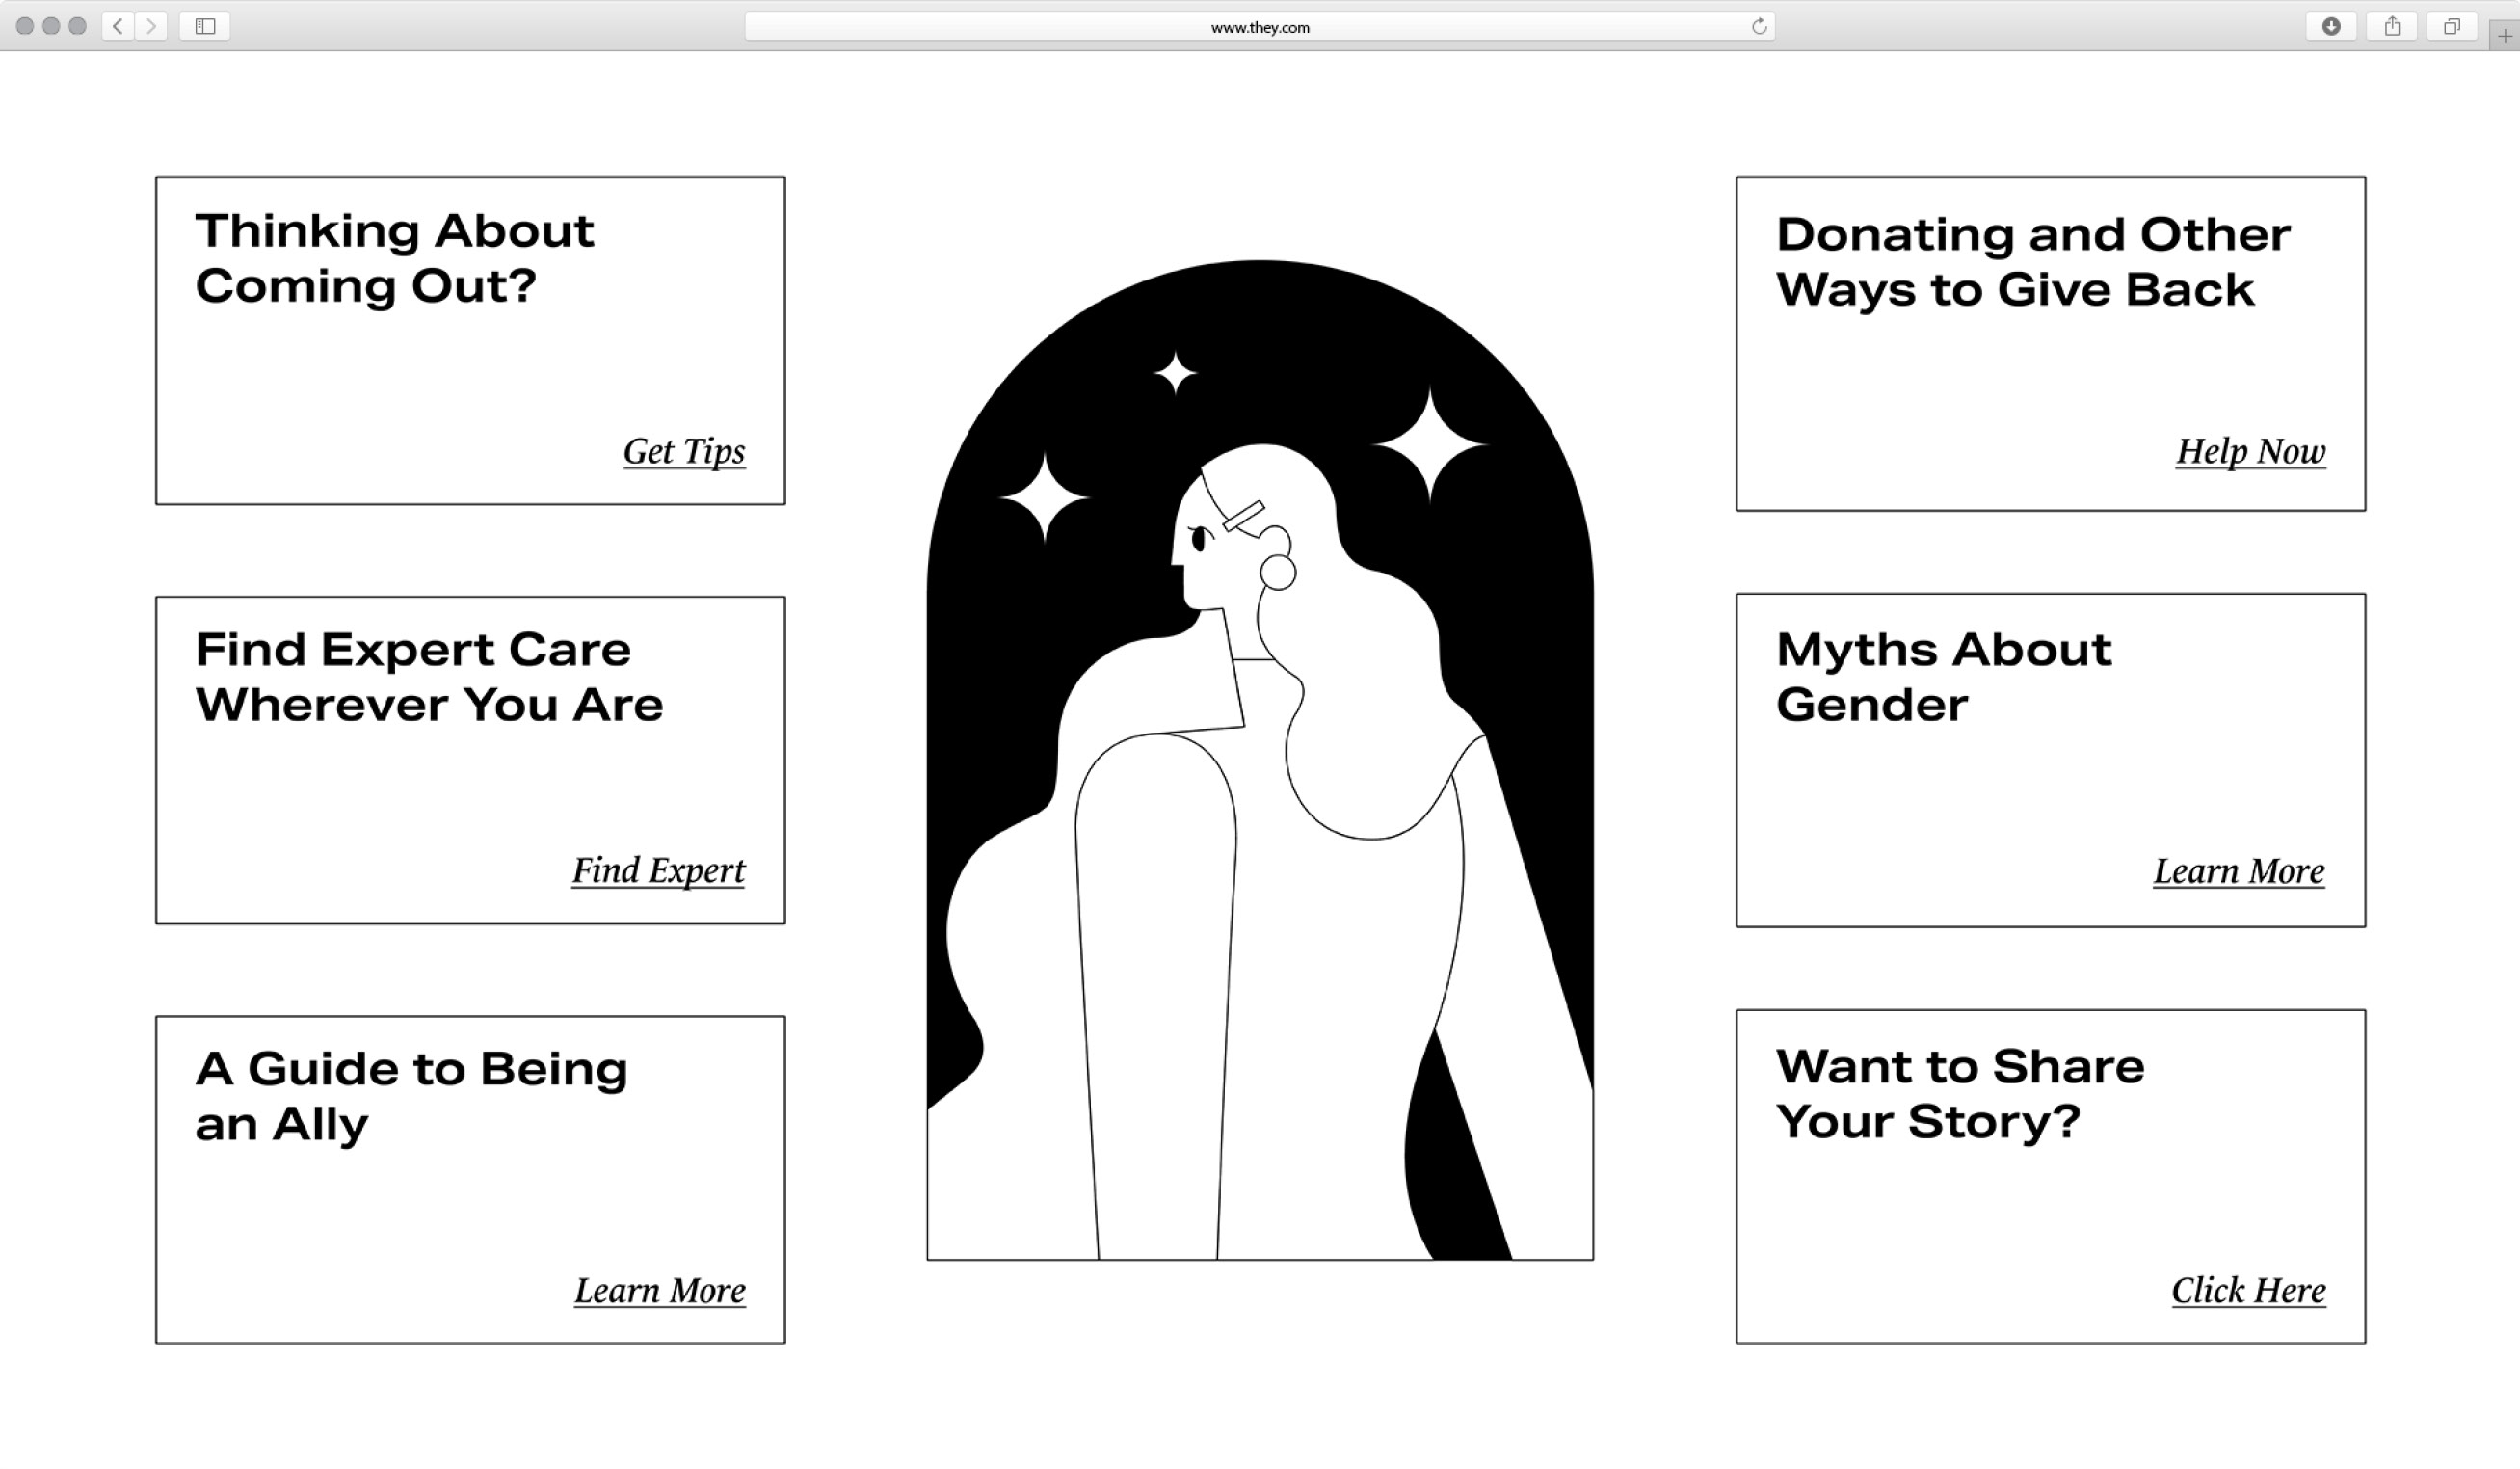 www.they.com
Thinking About
Coming Out?
Get Tips
Find Expert Care
Wherever You Are
Find Expert
A Guide to Being
an Ally
Learn More
Donating and Other
Ways to Give Back
Help Now
Myths About
Gender
Learn More
Want to Share
Your Story?
Click Here